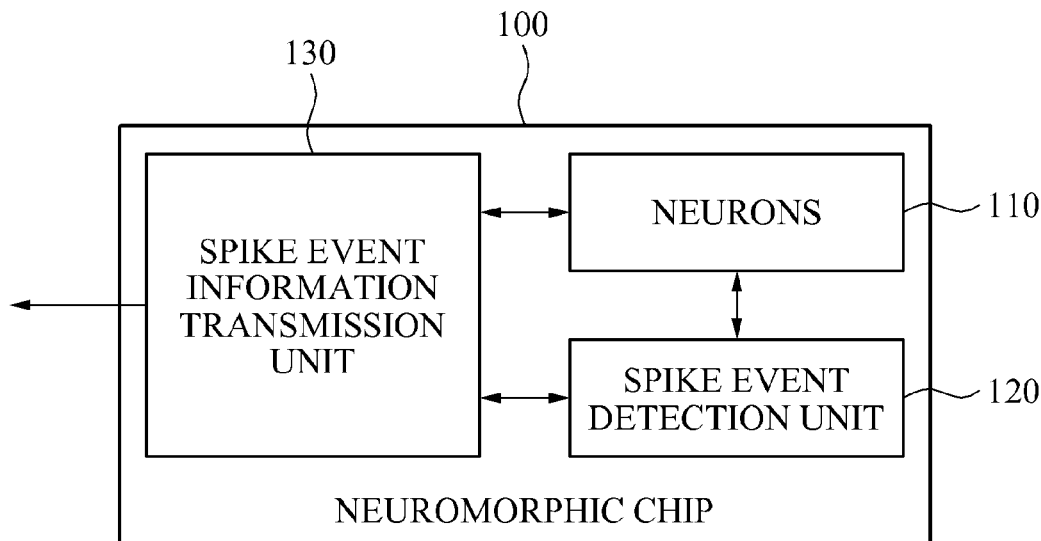 100
130
SPIKE EVENT
INFORMATION
TRANSMISSION
UNIT
NEURONS
110
SPIKE EVENT
DETECTION UNIT
120
NEUROMORPHIC CHIP